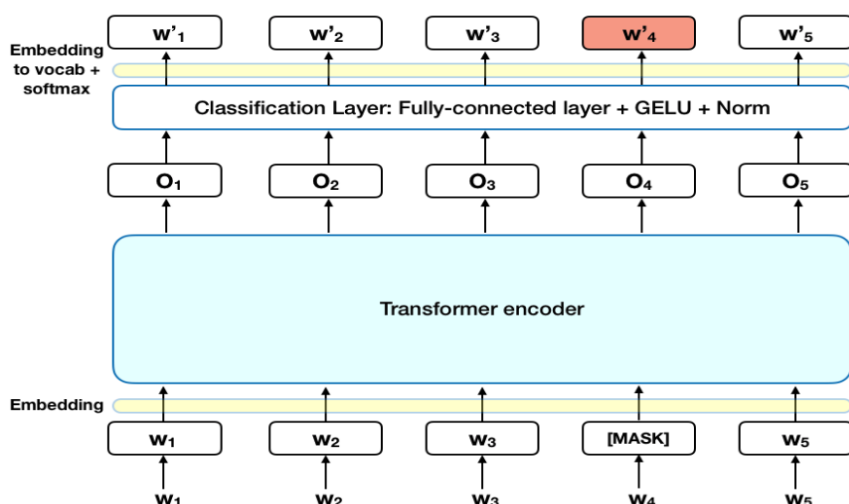 w'₁ w'₂ w'₃ w'₄ w'₅
Embedding
to vocab +
softmax
Classification Layer: Fully-connected layer + GELU + Norm
O₁ O₂ O₃ O₄ O₅
Transformer encoder
Embedding
w₁ w₂ w₃ [MASK] w₅
w₁ w₂ w₃ w₄ w₅